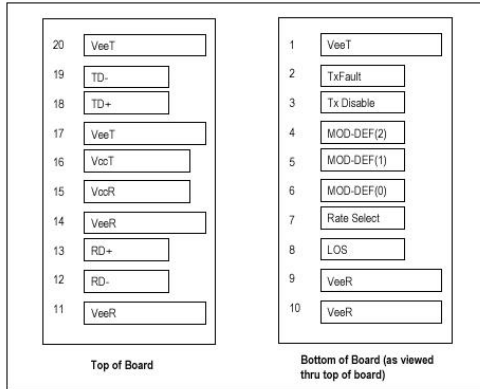 20 VeeT
19 TD-
18 TD+
17 VeeT
16 VccT
15 VccR
14 VeeR
13 RD+
12 RD-
11 VeeR
Top of Board
1 VeeT
2 TxFault
3 Tx Disable
4 MOD-DEF(2)
5 MOD-DEF(1)
6 MOD-DEF(0)
7 Rate Select
8 LOS
9 VeeR
10 VeeR
Bottom of Board (as viewed
thru top of board)